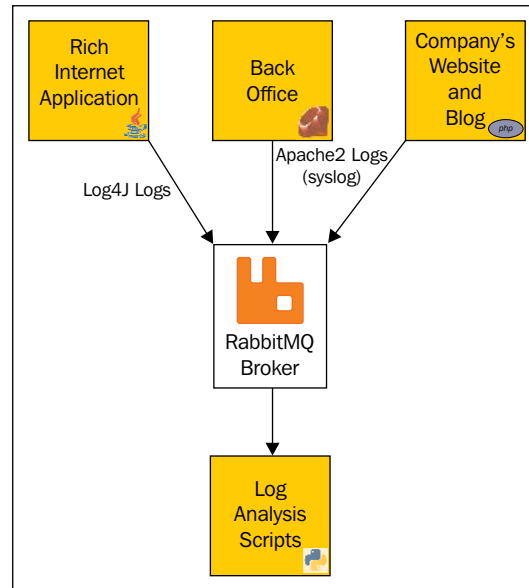 Rich
Internet
Application
Back
Office
Company's
Website
and
Blog
php
Log4J Logs
Apache2 Logs
(syslog)
RabbitMQ
Broker
Log
Analysis
Scripts